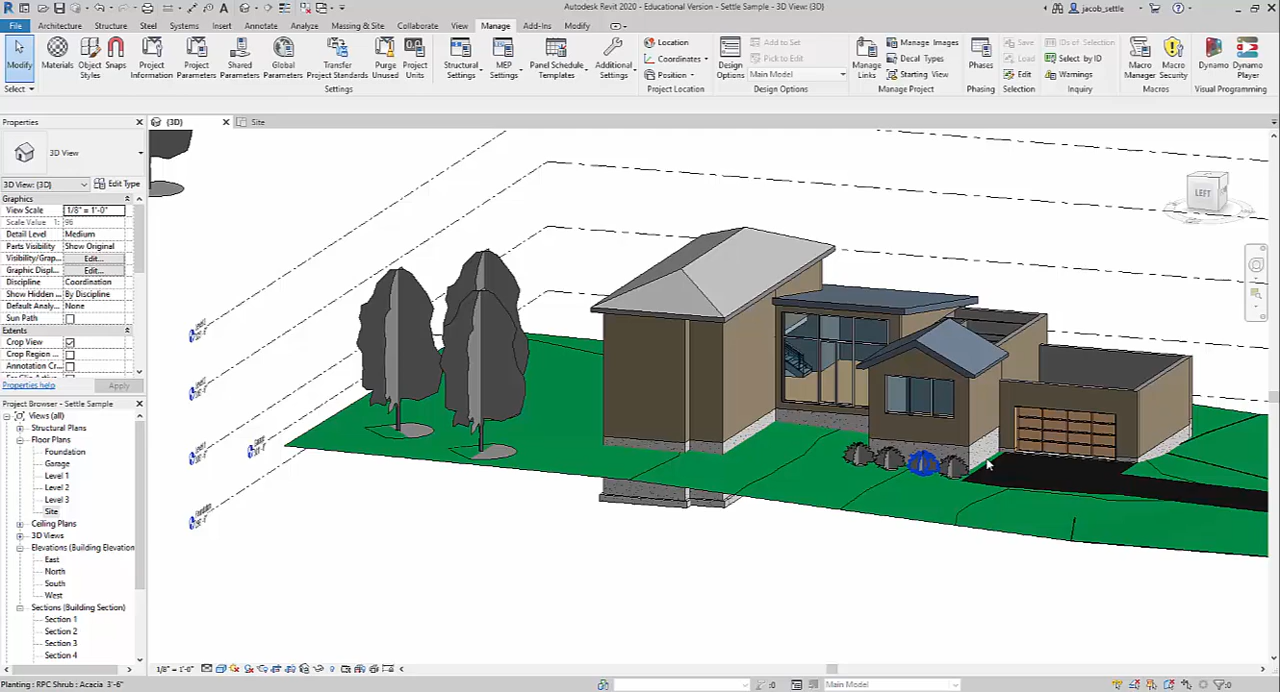 Autodesk Revit 2020 - Educational Version - Settle Sample - 3D View: {3D}
jacob_settle
File Architecture Structure Steel Systems Insert Annotate Analyze Massing & Site Collaborate View Manage Add-Ins Modify
Modify Materials Object Styles Snaps Project Information Project Parameters Shared Parameters Global Parameters Transfer Project Standards Purge Unused Project Units
Structural Settings MEP Settings Panel Schedule Templates Additional Settings
Location
Coordinates
Position
Design Options
Add to Set
Pick to Edit
Main Model
Manage Links
Manage Images
Decal Types
Starting View
Phases
Save
Load
Edit
IDs of Selection
Select by ID
Warnings
Macro Manager Macro Security
Dynamo Dynamo Player
Select Settings Project Location Design Options Manage Project Phasing Selection Inquiry Macros Visual Programming
Properties
{3D}
Site
3D View
3D View: {3D} Edit Type
Graphics
View Scale 1/8" = 1'-0"
Scale Value 1: 96
Detail Level Medium
Parts Visibility Show Original
Visibility/Grap... Edit...
Graphic Displ... Edit...
Discipline Coordination
Show Hidden ... By Discipline
Default Analy... None
Sun Path
Extents
Crop View
Crop Region ...
Annotation Cr...
Properties help Apply
Project Browser - Settle Sample
Views (all)
Structural Plans
Floor Plans
Foundation
Garage
Level 1
Level 2
Level 3
Site
Ceiling Plans
3D Views
Elevations (Building Elevation
East
North
South
West
Sections (Building Section)
Section 1
Section 2
Section 3
Section 4
LEFT
1/8" = 1'-0"
Planting : RPC Shrub : Acacia 3'-6"
:0
Main Model
:0